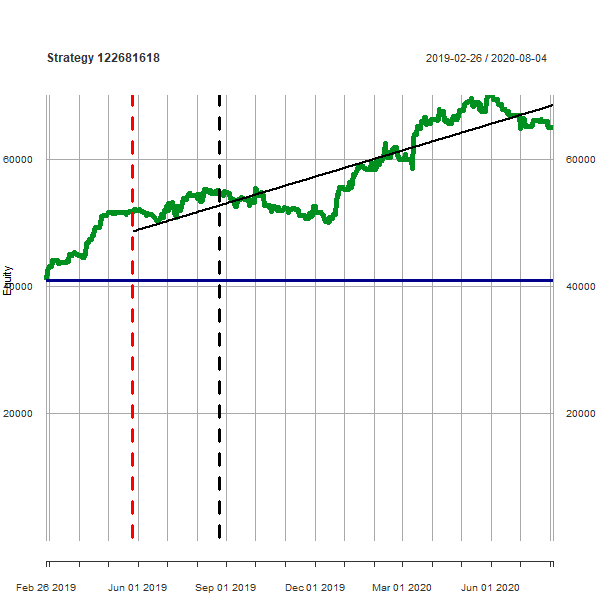 Strategy 122681618
2019-02-26 / 2020-08-04
60000
60000
Equity
40000
40000
20000
20000
Feb 26 2019
Jun 01 2019
Sep 01 2019
Dec 01 2019
Mar 01 2020
Jun 01 2020